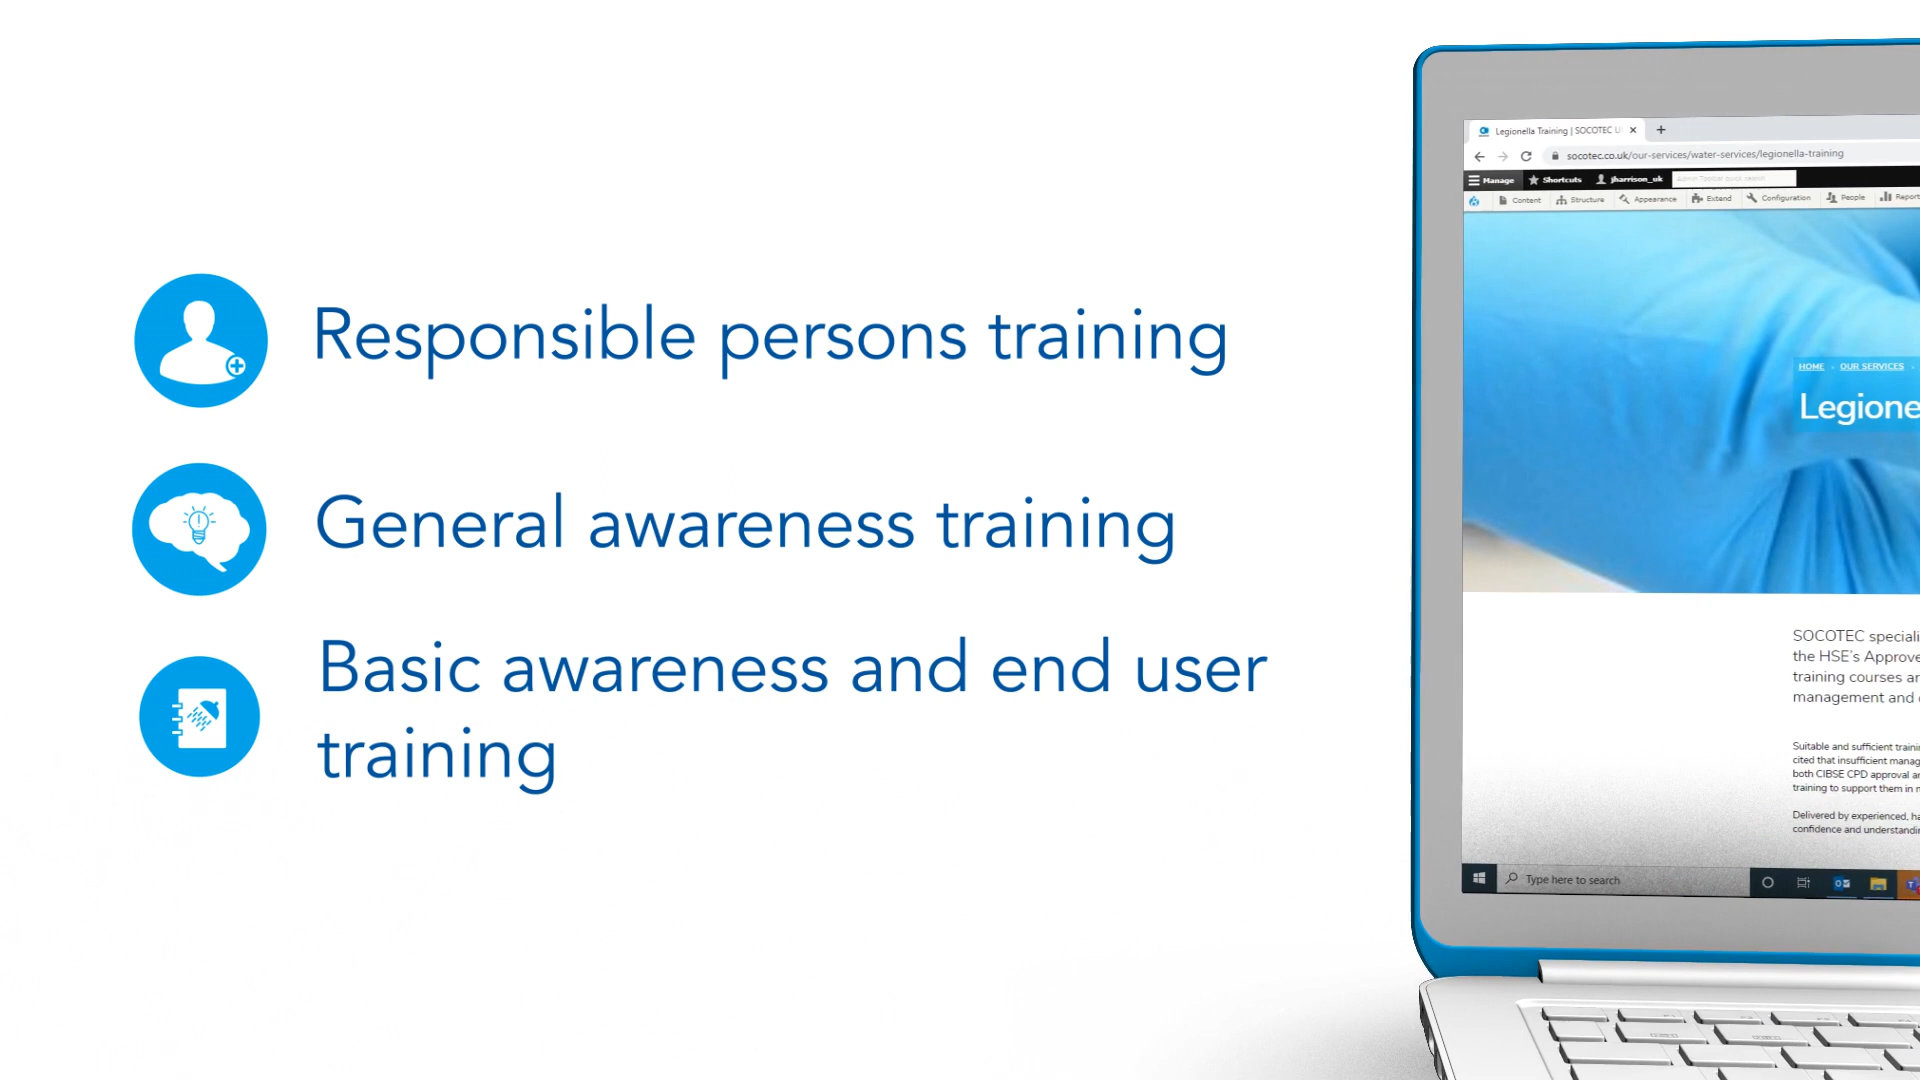 Responsible persons training
General awareness training
Basic awareness and end user
training
Legionella Training | SOCOTEC U
socotec.co.uk/our-services/water-services/legionella-training
Manage Shortcuts jharrison_uk
Content Structure Appearance Extend Configuration People Report
HOME OUR SERVICES
Legione
SOCOTEC speciali
the HSE's Approve
training courses ar
management and
Suitable and sufficient traini
cited that insufficient manag
both CIBSE CPD approval a
training to support them in
Delivered by experienced, ha
confidence and understandi
Type here to search